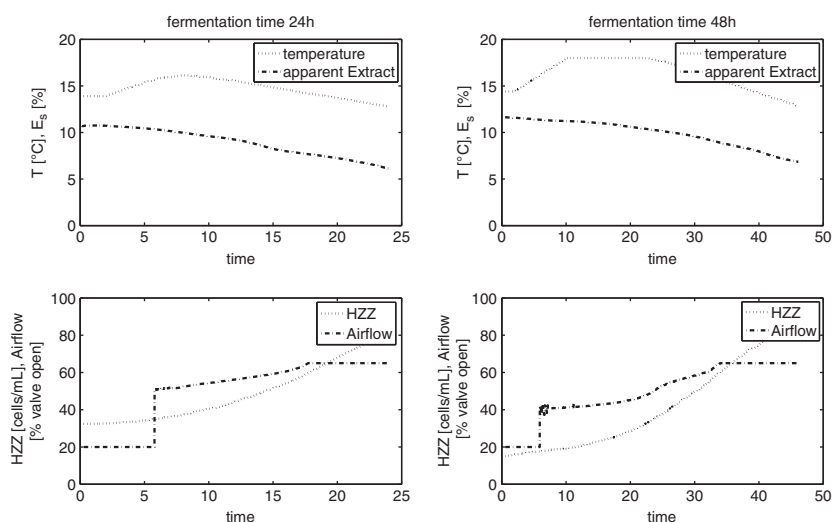 fermentation time 24h
20
15
10
5
0
T [°C], Es [%]
temperature
apparent Extract
0 5 10 15 20 25
time
fermentation time 48h
20
15
10
5
0
T [°C], Es [%]
temperature
apparent Extract
0 10 20 30 40 50
time
100
80
60
40
20
0
HZZ [cells/mL], Airflow
[% valve open]
HZZ
Airflow
0 5 10 15 20 25
time
100
80
60
40
20
0
HZZ [cells/mL], Airflow
[% valve open]
HZZ
Airflow
0 10 20 30 40 50
time